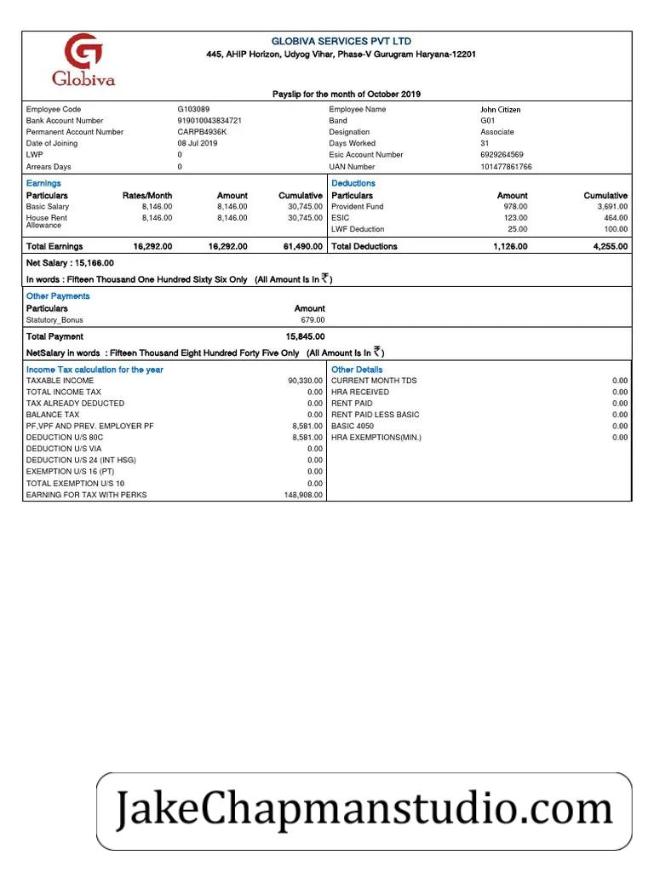 GLOBIVA SERVICES PVT LTD
445, AHIP Horizon, Udyog Vihar, Phase-V Gurugram Haryana-12201
Globiva
Payslip for the month of October 2019
Employee Code G103089 Employee Name John Citizen
Bank Account Number 919010043834721 Band G01
Permanent Account Number CARPB4936K Designation Associate
Date of Joining 08 Jul 2019 Days Worked 31
LWP 0 Esic Account Number 6929264569
Arrears Days 0 UAN Number 101477861766
Earnings Deductions
Particulars Rates/Month Amount Cumulative Particulars Amount Cumulative
Basic Salary 8,146.00 8,146.00 30,745.00 Provident Fund 978.00 3,691.00
House Rent Allowance 8,146.00 8,146.00 30,745.00 ESIC 123.00 464.00
LWF Deduction 25.00 100.00
Total Earnings 16,292.00 16,292.00 61,490.00 Total Deductions 1,126.00 4,255.00
Net Salary : 15,166.00
In words : Fifteen Thousand One Hundred Sixty Six Only (All Amount Is In ₹)
Other Payments
Particulars Amount
Statutory_Bonus 679.00
Total Payment 15,845.00
NetSalary in words : Fifteen Thousand Eight Hundred Forty Five Only (All Amount Is In ₹)
Income Tax calculation for the year Other Details
TAXABLE INCOME 90,330.00 CURRENT MONTH TDS 0.00
TOTAL INCOME TAX 0.00 HRA RECEIVED 0.00
TAX ALREADY DEDUCTED 0.00 RENT PAID 0.00
BALANCE TAX 0.00 RENT PAID LESS BASIC 0.00
PF,VPF AND PREV. EMPLOYER PF 8,581.00 BASIC 4050 0.00
DEDUCTION U/S 80C 8,581.00 HRA EXEMPTIONS(MIN.) 0.00
DEDUCTION U/S VIA 0.00
DEDUCTION U/S 24 (INT HSG) 0.00
EXEMPTION U/S 16 (PT) 0.00
TOTAL EXEMPTION U/S 10 0.00
EARNING FOR TAX WITH PERKS 148,908.00
JakeChapmanstudio.com